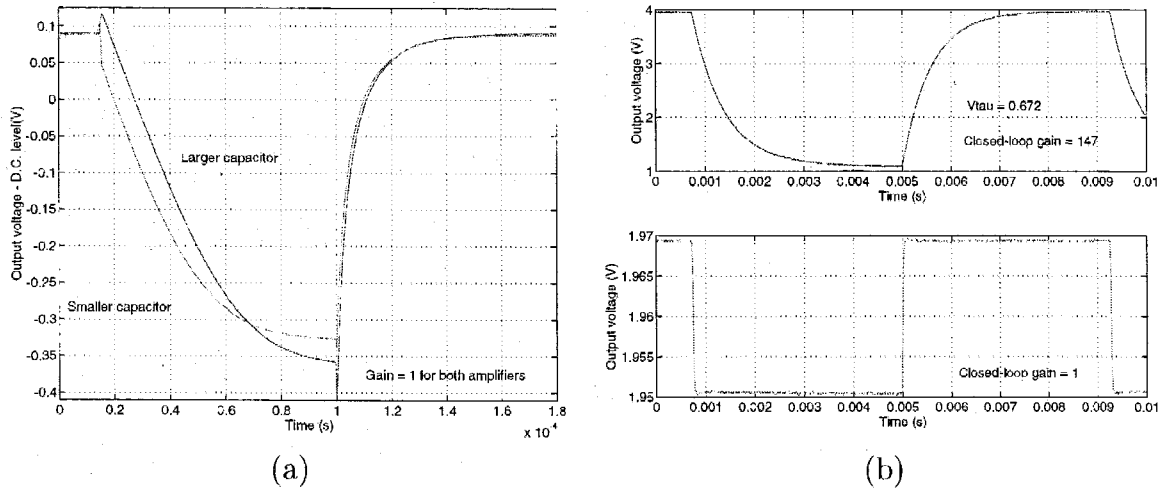 0.1
0.05
0
-0.05
-0.1
-0.15
-0.2
-0.25
-0.3
-0.35
-0.4
Output voltage - D.C. level(V)
Larger capacitor
Smaller capacitor
Gain = 1 for both amplifiers
0 0.2 0.4 0.6 0.8 1 1.2 1.4 1.6 1.8
Time (s)
x 10⁻⁴
(a)
4
3
2
1
Output voltage (V)
Vtau = 0.672
Closed-loop gain = 147
0 0.001 0.002 0.003 0.004 0.005 0.006 0.007 0.008 0.009 0.01
Time (s)
1.97
1.965
1.96
1.955
1.95
Output voltage (V)
Closed-loop gain = 1
0 0.001 0.002 0.003 0.004 0.005 0.006 0.007 0.008 0.009 0.01
Time (s)
(b)